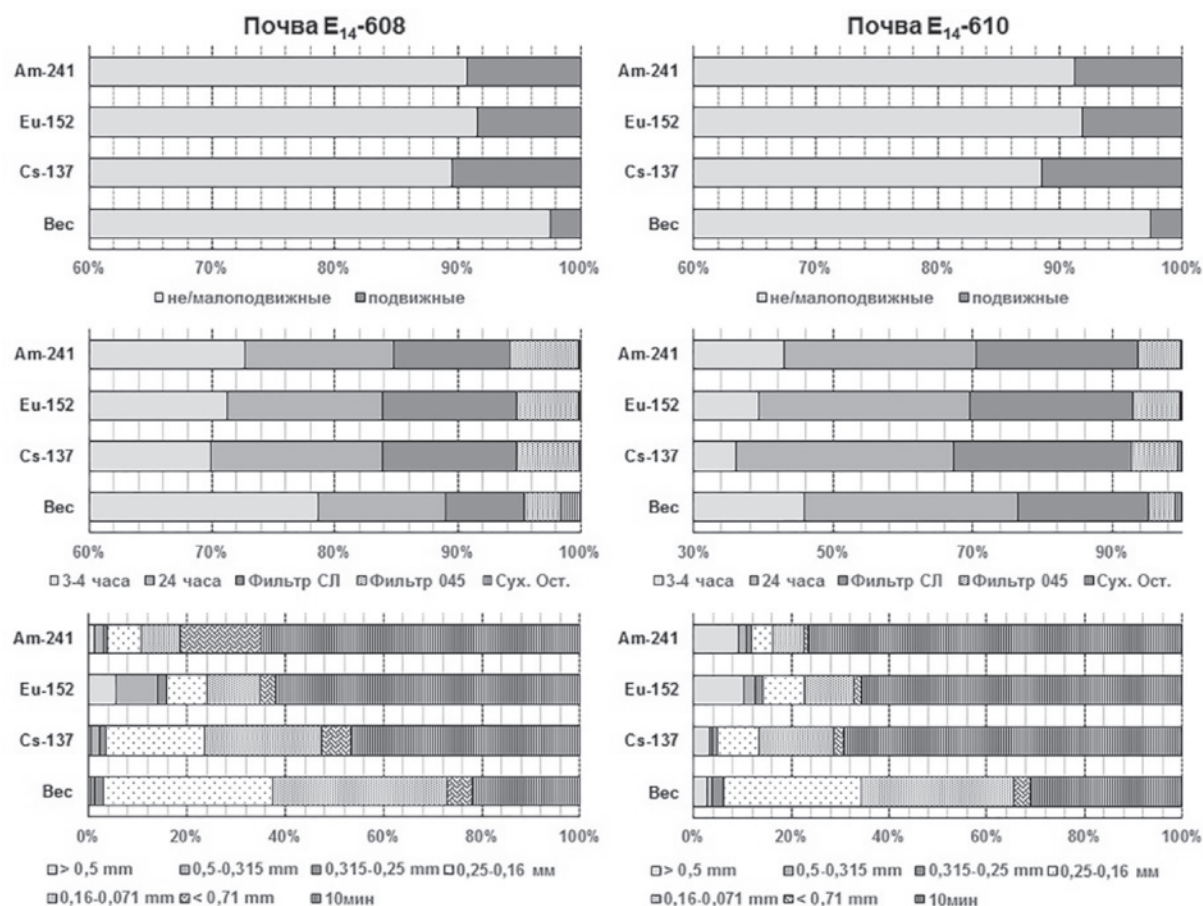 Почва E₁₄-608
Am-241
Eu-152
Cs-137
Вес
60% 70% 80% 90% 100%
не/малоподвижные подвижные
Am-241
Eu-152
Cs-137
Вес
60% 70% 80% 90% 100%
3-4 часа 24 часа Фильтр СЛ Фильтр 045 Сух. Ост.
Am-241
Eu-152
Cs-137
Вес
0% 20% 40% 60% 80% 100%
> 0,5 mm 0,5-0,315 mm 0,315-0,25 mm 0,25-0,16 мм
0,16-0,071 mm < 0,71 mm 10мин
Почва E₁₄-610
Am-241
Eu-152
Cs-137
Вес
60% 70% 80% 90% 100%
не/малоподвижные подвижные
Am-241
Eu-152
Cs-137
Вес
30% 50% 70% 90%
3-4 часа 24 часа Фильтр СЛ Фильтр 045 Сух. Ост.
Am-241
Eu-152
Cs-137
Вес
0% 20% 40% 60% 80% 100%
> 0,5 mm 0,5-0,315 mm 0,315-0,25 mm 0,25-0,16 мм
0,16-0,071 mm < 0,71 mm 10мин